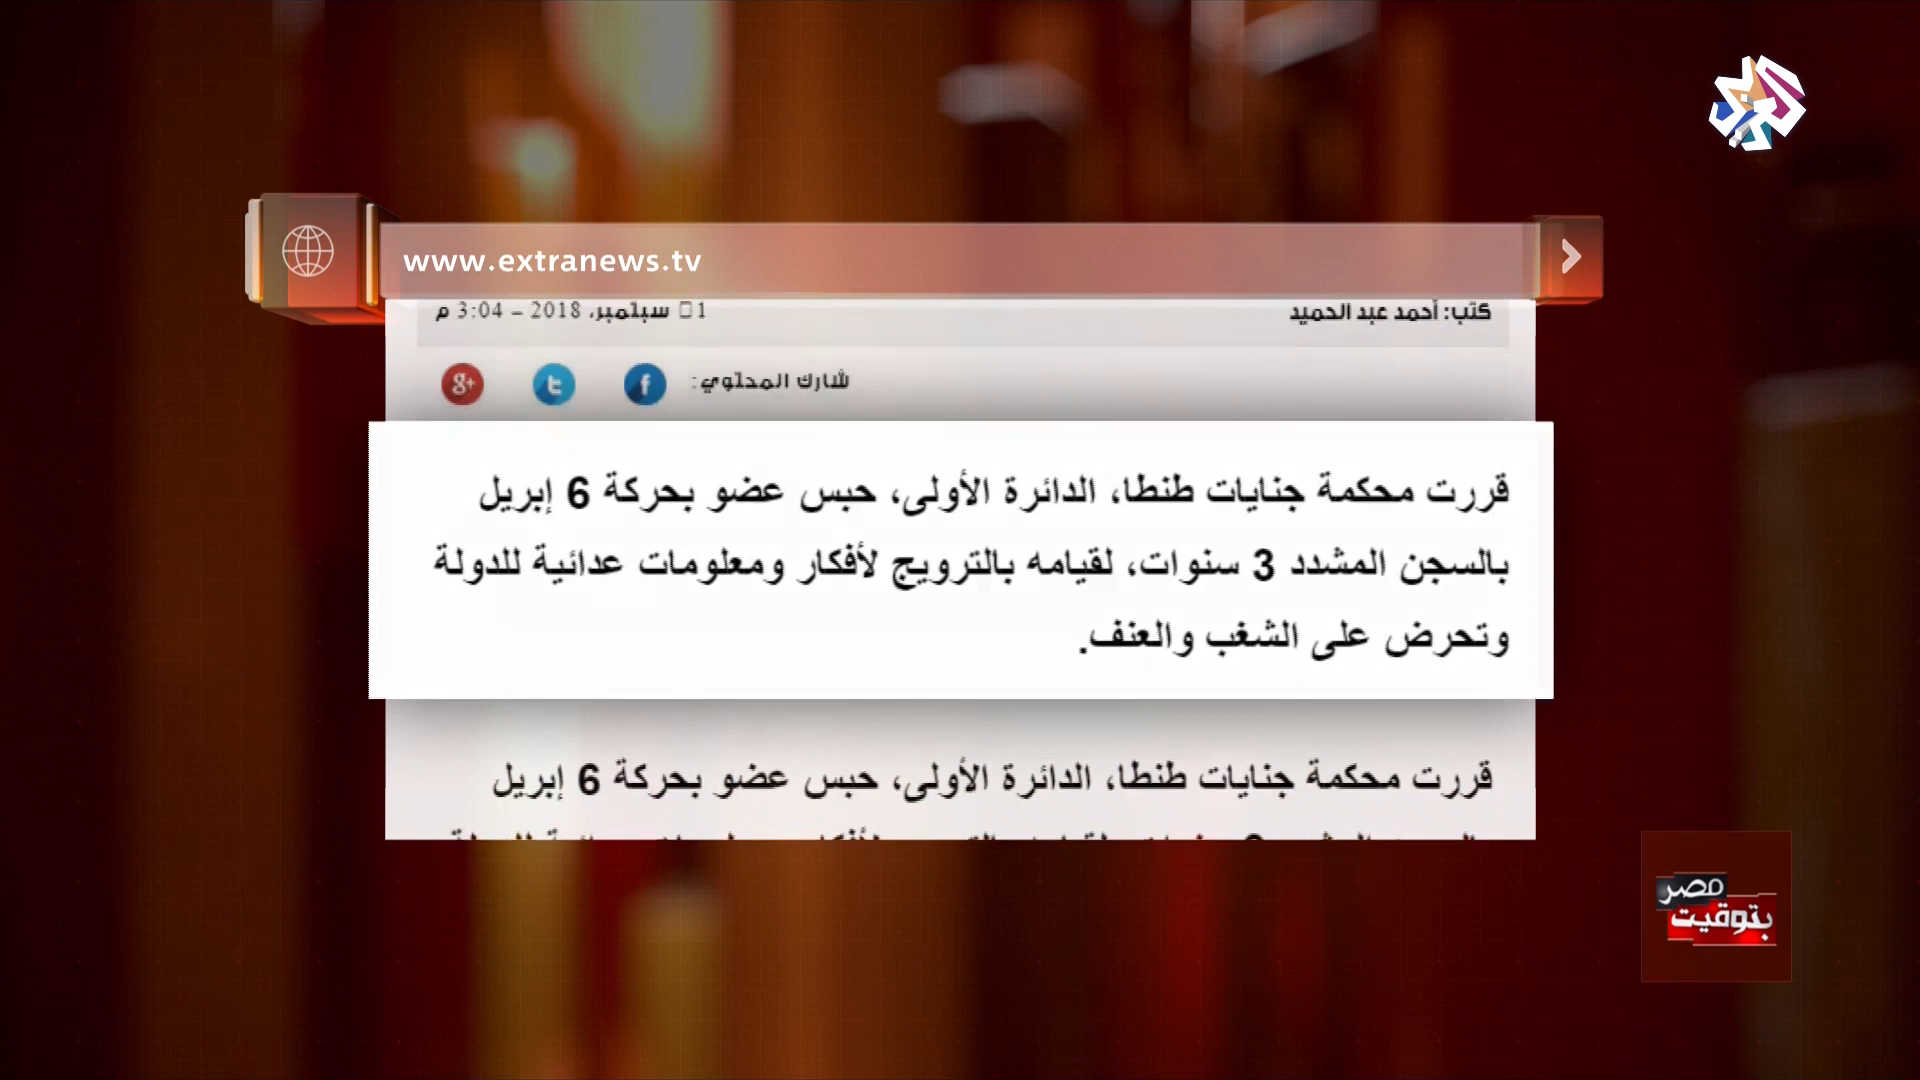 www.extranews.tv
كتب: أحمد عبد الحميد
1 سبتمبر، 2018 – 3:04 م
شارك المحتوي:
قررت محكمة جنايات طنطا، الدائرة الأولى، حبس عضو بحركة 6 إبريل
بالسجن المشدد 3 سنوات، لقيامه بالترويج لأفكار ومعلومات عدائية للدولة
وتحرض على الشغب والعنف.
قررت محكمة جنايات طنطا، الدائرة الأولى، حبس عضو بحركة 6 إبريل
مصر
بتوقيت